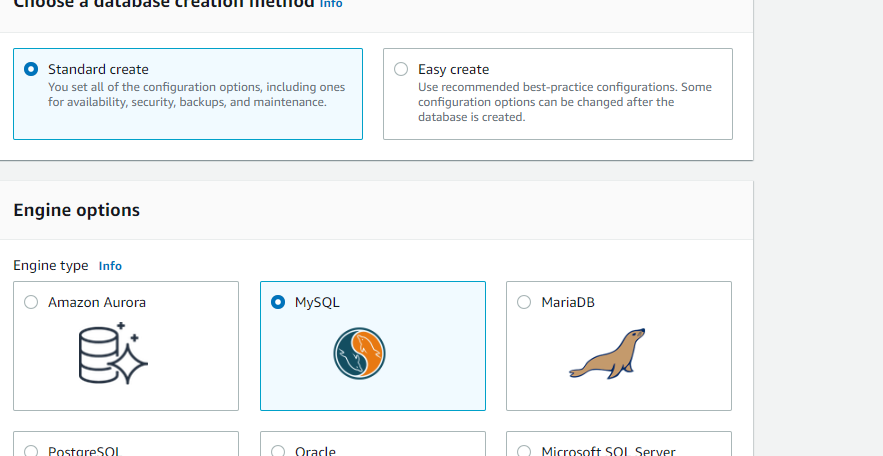 Choose a database creation method Info
Standard create
You set all of the configuration options, including ones
for availability, security, backups, and maintenance.
Easy create
Use recommended best-practice configurations. Some
configuration options can be changed after the
database is created.
Engine options
Engine type Info
Amazon Aurora
MySQL
MariaDB
PostgreSQL
Oracle
Microsoft SQL Server